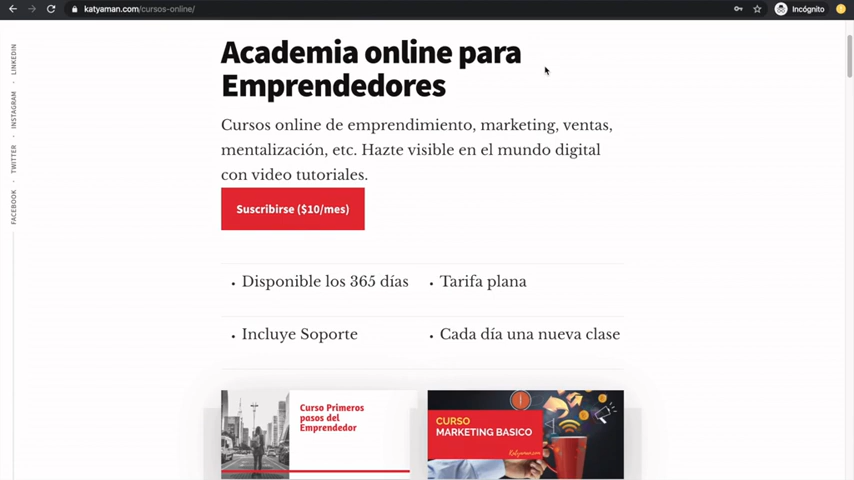 katyaman.com/cursos-online/
Incógnito
LINKEDIN
INSTAGRAM
TWITTER
FACEBOOK
Academia online para
Emprendedores
Cursos online de emprendimiento, marketing, ventas,
mentalización, etc. Hazte visible en el mundo digital
con video tutoriales.
Suscribirse ($10/mes)
• Disponible los 365 días
• Tarifa plana
• Incluye Soporte
• Cada día una nueva clase
Curso Primeros
pasos del
Emprendedor
CURSO
MARKETING BASICO
Katyaman.com